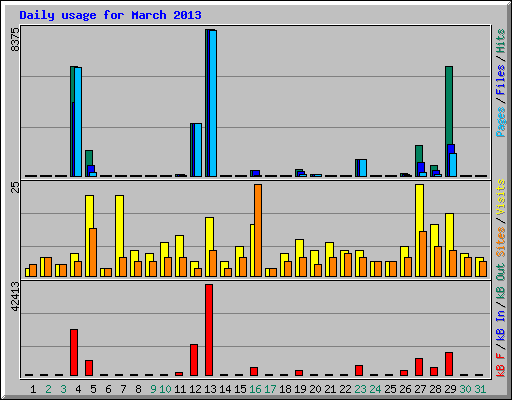 Daily usage for March 2013
8375
Pages / Files / Hits
25
Sites / Visits
42413
kB F / kB In / kB Out
1 2 3 4 5 6 7 8 9 10 11 12 13 14 15 16 17 18 19 20 21 22 23 24 25 26 27 28 29 30 31